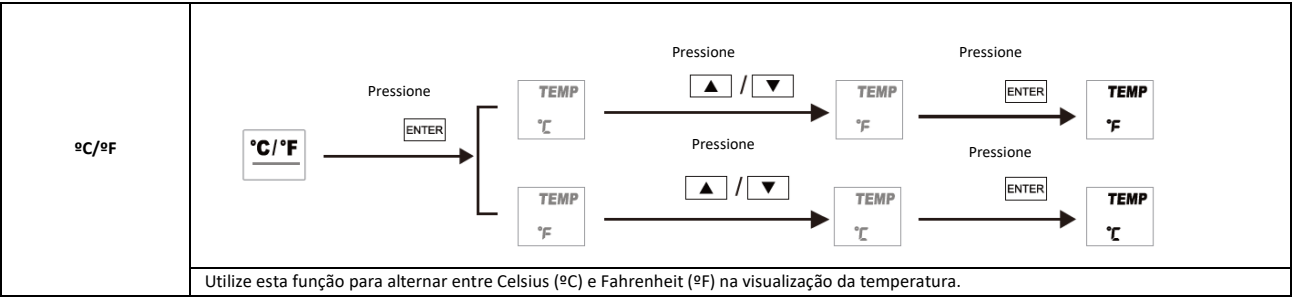 ºC/ºF
Pressione
Pressione
Pressione
ENTER
▲ / ▼
ENTER
TEMP
°C
TEMP
°F
TEMP
°F
°C/°F
Pressione
Pressione
▲ / ▼
ENTER
TEMP
°F
TEMP
°C
TEMP
°C
Utilize esta função para alternar entre Celsius (ºC) e Fahrenheit (ºF) na visualização da temperatura.